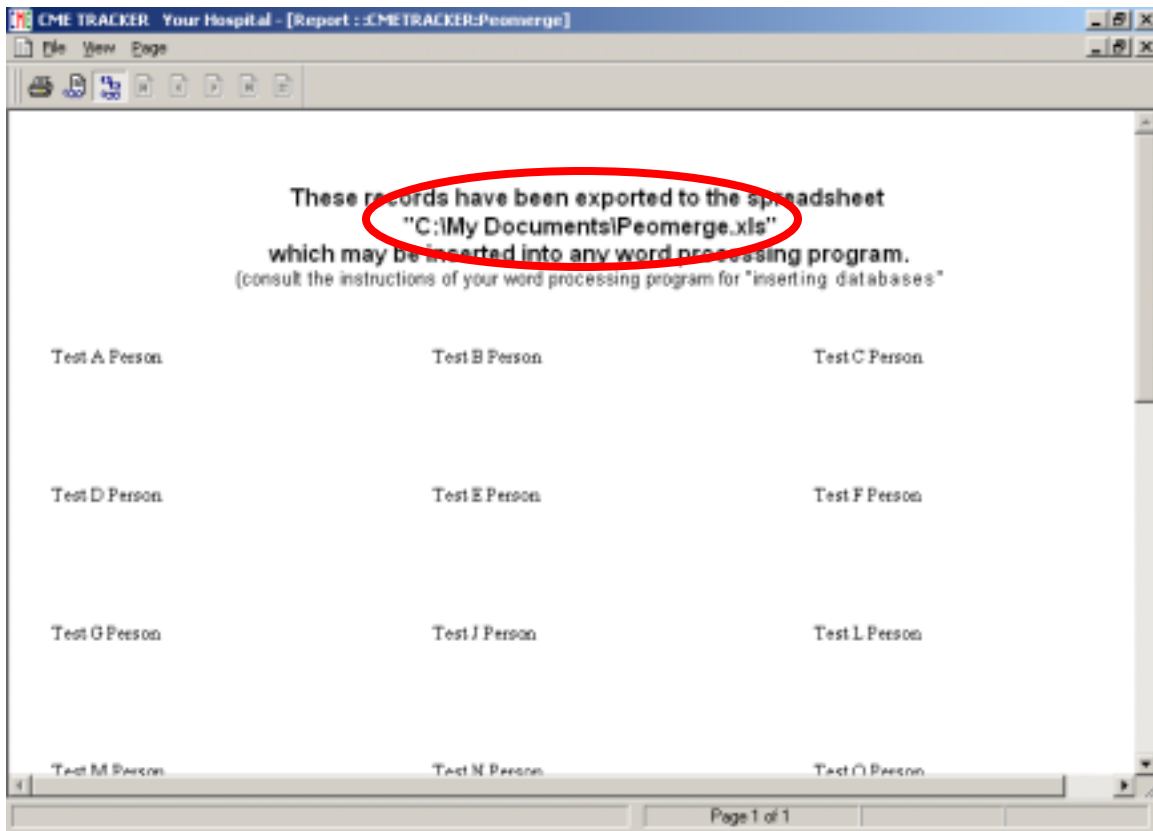 CME TRACKER Your Hospital - [Report : :CMETRACKER:Peomerge]
File View Page
These records have been exported to the spreadsheet
"C:\My Documents\Peomerge.xls"
which may be inserted into any word processing program.
(consult the instructions of your word processing program for "inserting databases"
Test A Person Test B Person Test C Person
Test D Person Test E Person Test F Person
Test G Person Test J Person Test L Person
Test M Person Test N Person Test O Person
Page 1 of 1